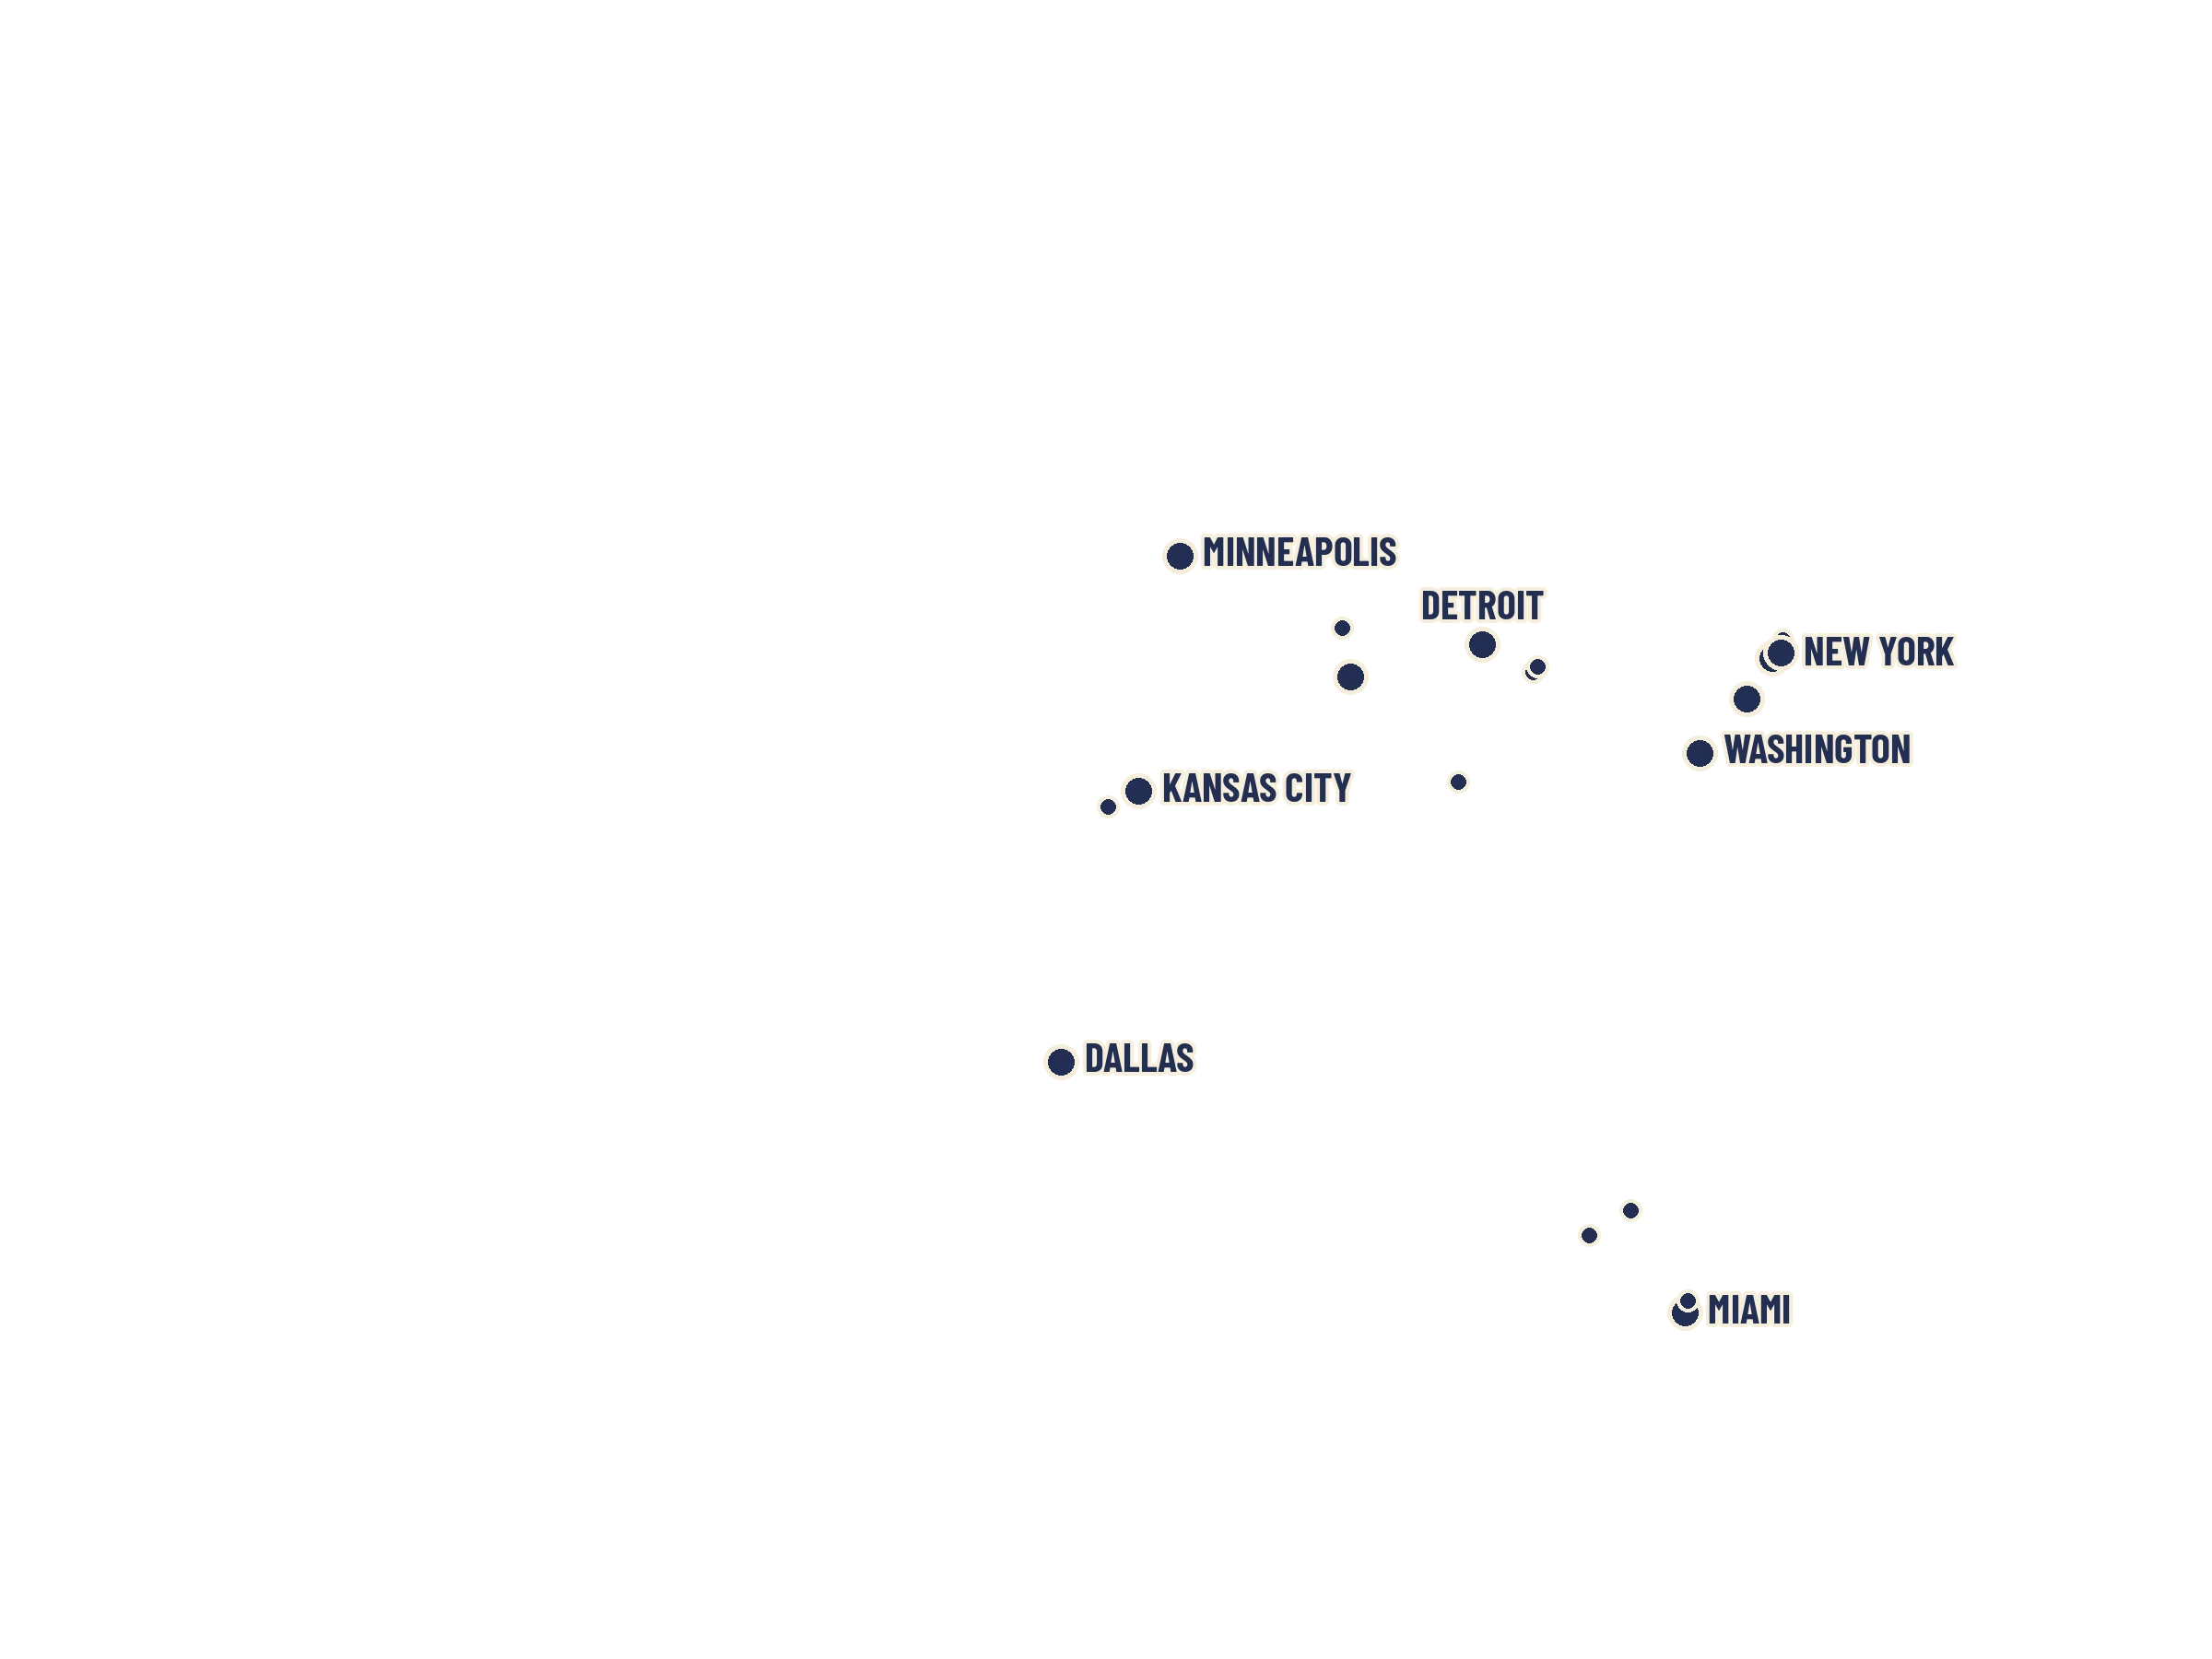 MINNEAPOLIS
DETROIT
NEW YORK
WASHINGTON
KANSAS CITY
DALLAS
MIAMI